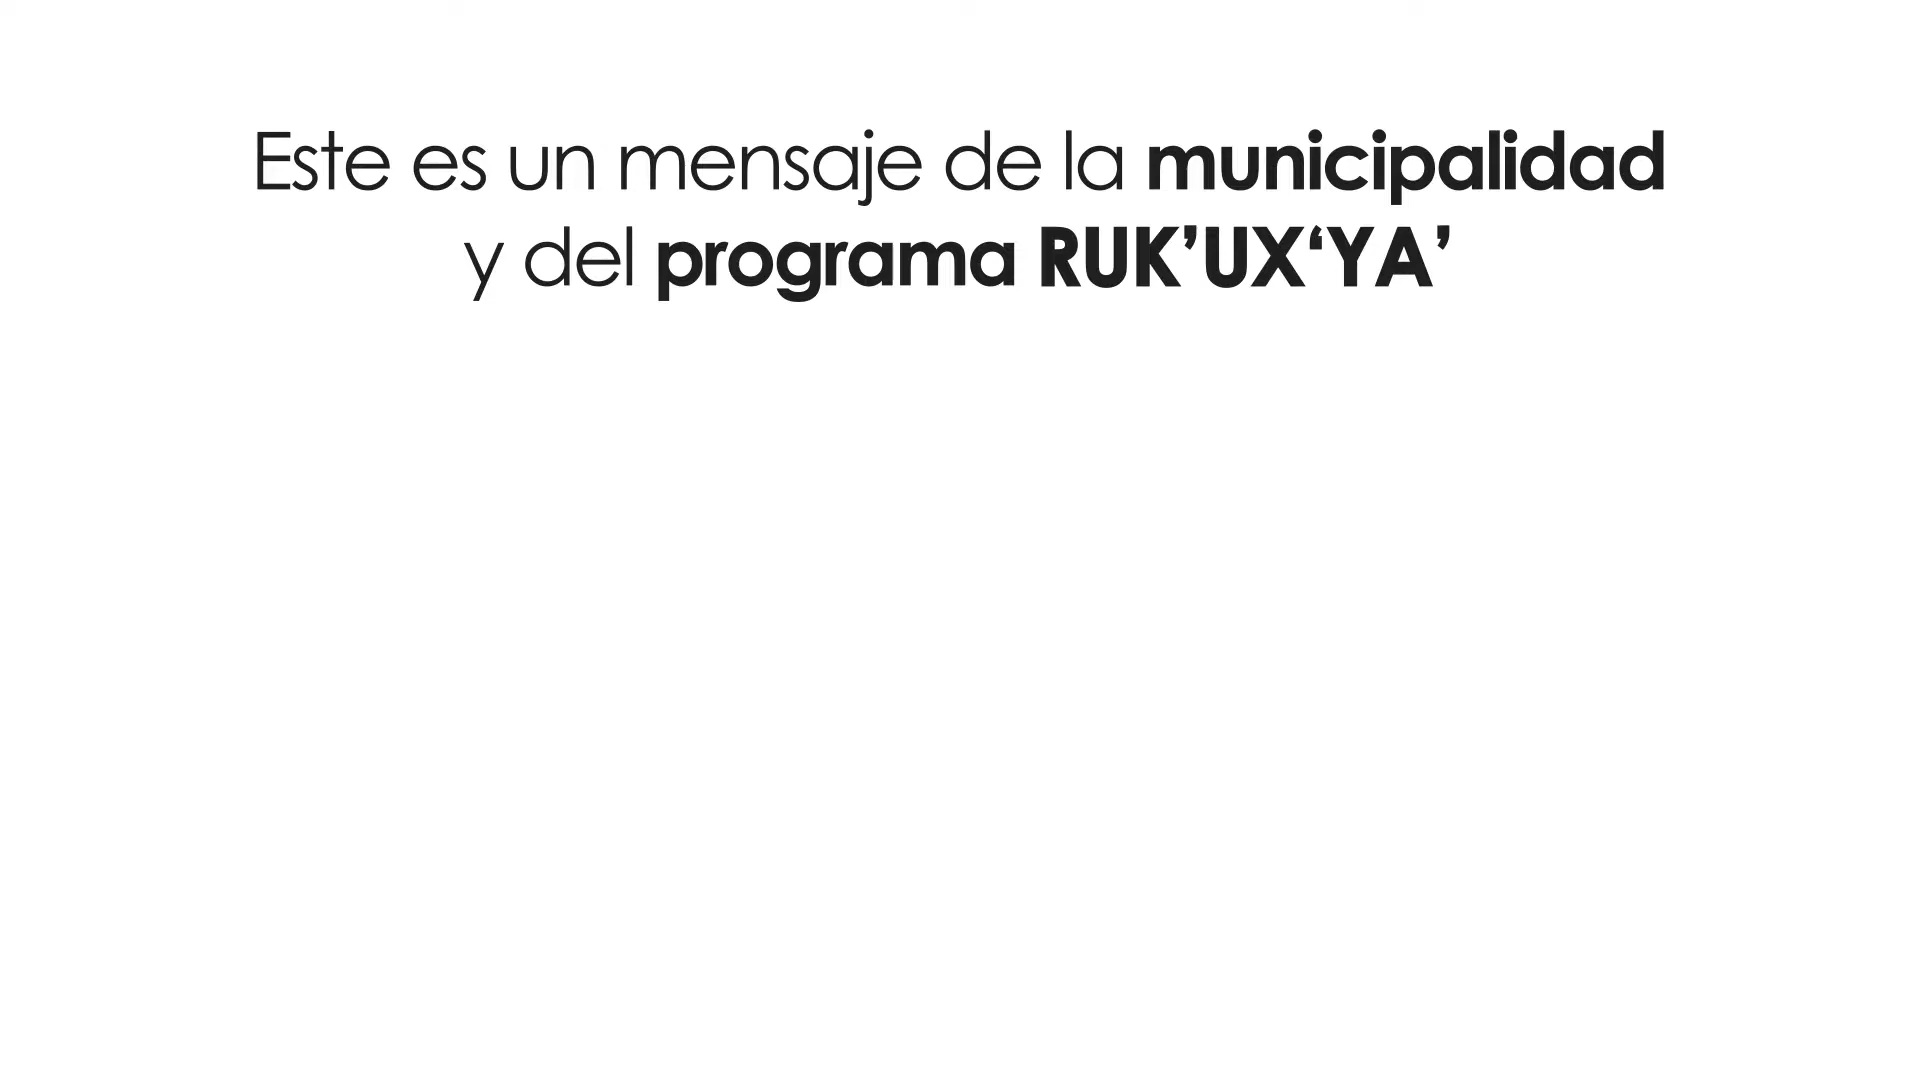 Este es un mensaje de la municipalidad
y del programa RUK’UX‘YA’